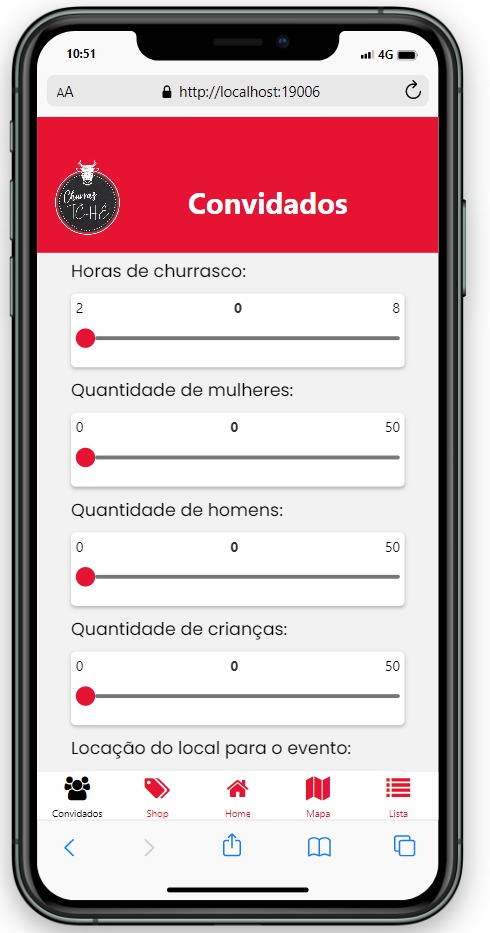 10:51
4G
AA
http://localhost:19006
Churras
TC-HÊ
Convidados
Horas de churrasco:
2 0 8
Quantidade de mulheres:
0 0 50
Quantidade de homens:
0 0 50
Quantidade de crianças:
0 0 50
Locação do local para o evento:
Convidados Shop Home Mapa Lista